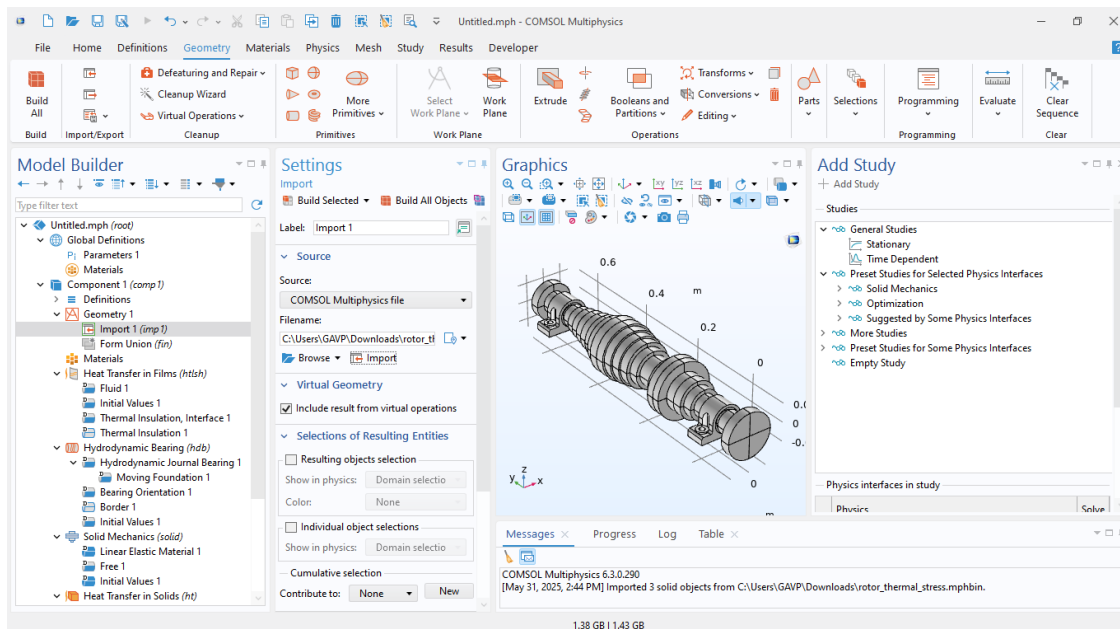 Untitled.mph - COMSOL Multiphysics
File Home Definitions Geometry Materials Physics Mesh Study Results Developer
Build All
Build
Import/Export
Defeaturing and Repair
Cleanup Wizard
Virtual Operations
Cleanup
More Primitives
Primitives
Select Work Plane
Work Plane
Work Plane
Extrude
Booleans and Partitions
Transforms
Conversions
Editing
Operations
Parts
Selections
Programming
Programming
Evaluate
Clear Sequence
Clear
Model Builder
Type filter text
Untitled.mph (root)
Global Definitions
Parameters 1
Materials
Component 1 (comp1)
Definitions
Geometry 1
Import 1 (imp1)
Form Union (fin)
Materials
Heat Transfer in Films (htlsh)
Fluid 1
Initial Values 1
Thermal Insulation, Interface 1
Thermal Insulation 1
Hydrodynamic Bearing (hdb)
Hydrodynamic Journal Bearing 1
Moving Foundation 1
Bearing Orientation 1
Border 1
Initial Values 1
Solid Mechanics (solid)
Linear Elastic Material 1
Free 1
Initial Values 1
Heat Transfer in Solids (ht)
Settings
Import
Build Selected
Build All Objects
Label: Import 1
Source
Source:
COMSOL Multiphysics file
Filename:
C:\Users\GAVP\Downloads\rotor_tl
Browse
Import
Virtual Geometry
Include result from virtual operations
Selections of Resulting Entities
Resulting objects selection
Show in physics: Domain selectio
Color: None
Individual object selections
Show in physics: Domain selectio
Cumulative selection
Contribute to: None New
Graphics
0.6
0.4
m
0.2
0
0.
0
-0.
0
m
z
y
x
Messages Progress Log Table
COMSOL Multiphysics 6.3.0.290
[May 31, 2025, 2:44 PM] Imported 3 solid objects from C:\Users\GAVP\Downloads\rotor_thermal_stress.mphbin.
Add Study
Add Study
Studies
General Studies
Stationary
Time Dependent
Preset Studies for Selected Physics Interfaces
Solid Mechanics
Optimization
Suggested by Some Physics Interfaces
More Studies
Preset Studies for Some Physics Interfaces
Empty Study
Physics interfaces in study
Physics Solve
1.38 GB | 1.43 GB